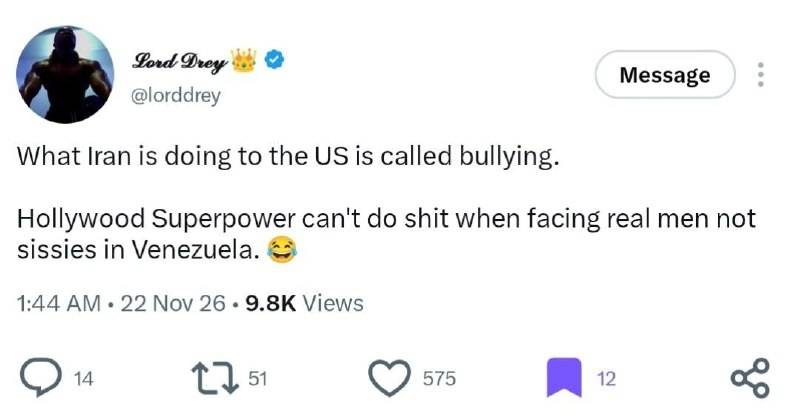 Lord Drey 👑
@lorddrey
Message
What Iran is doing to the US is called bullying.
Hollywood Superpower can't do shit when facing real men not
sissies in Venezuela. 😂
1:44 AM • 22 Nov 26 • 9.8K Views
14 51 575 12